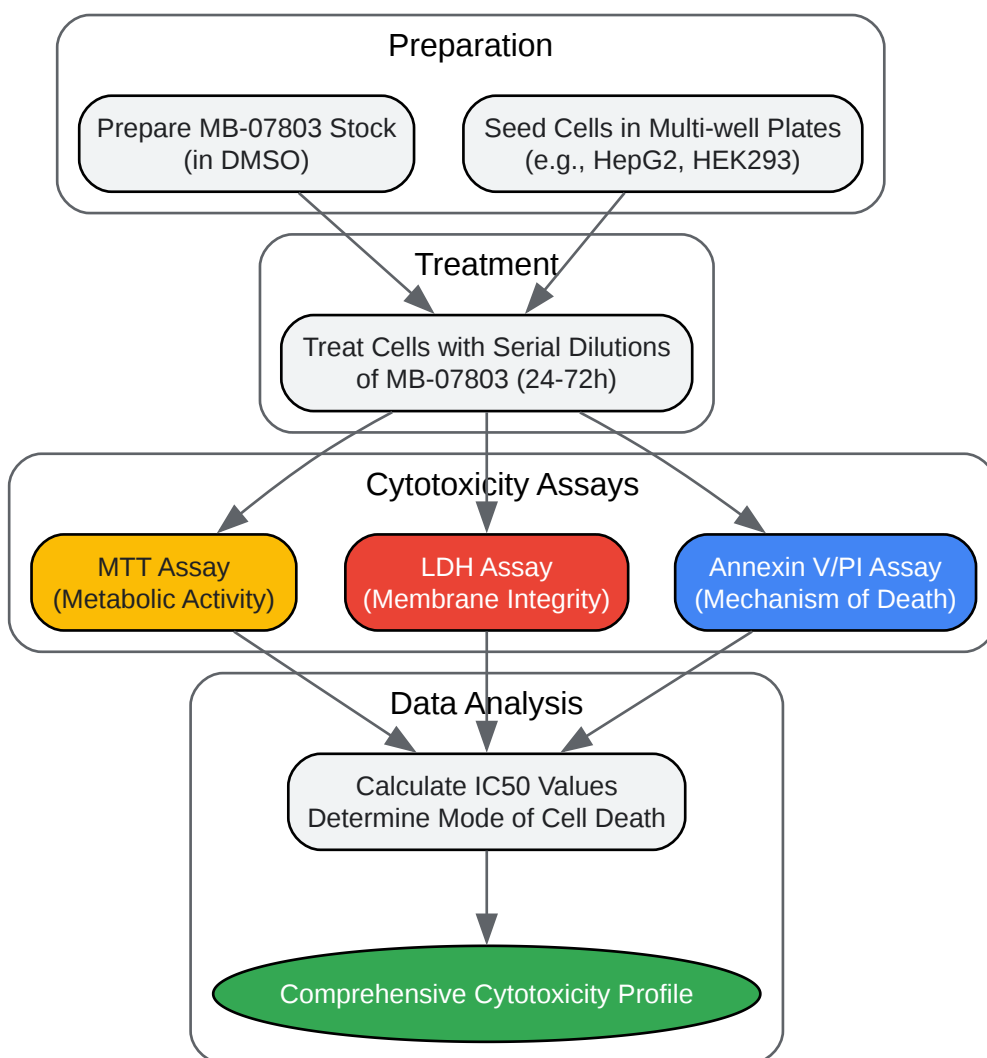 Preparation
Prepare MB-07803 Stock
(in DMSO)
Seed Cells in Multi-well Plates
(e.g., HepG2, HEK293)
Treatment
Treat Cells with Serial Dilutions
of MB-07803 (24-72h)
Cytotoxicity Assays
MTT Assay
(Metabolic Activity)
LDH Assay
(Membrane Integrity)
Annexin V/PI Assay
(Mechanism of Death)
Data Analysis
Calculate IC50 Values
Determine Mode of Cell Death
Comprehensive Cytotoxicity Profile